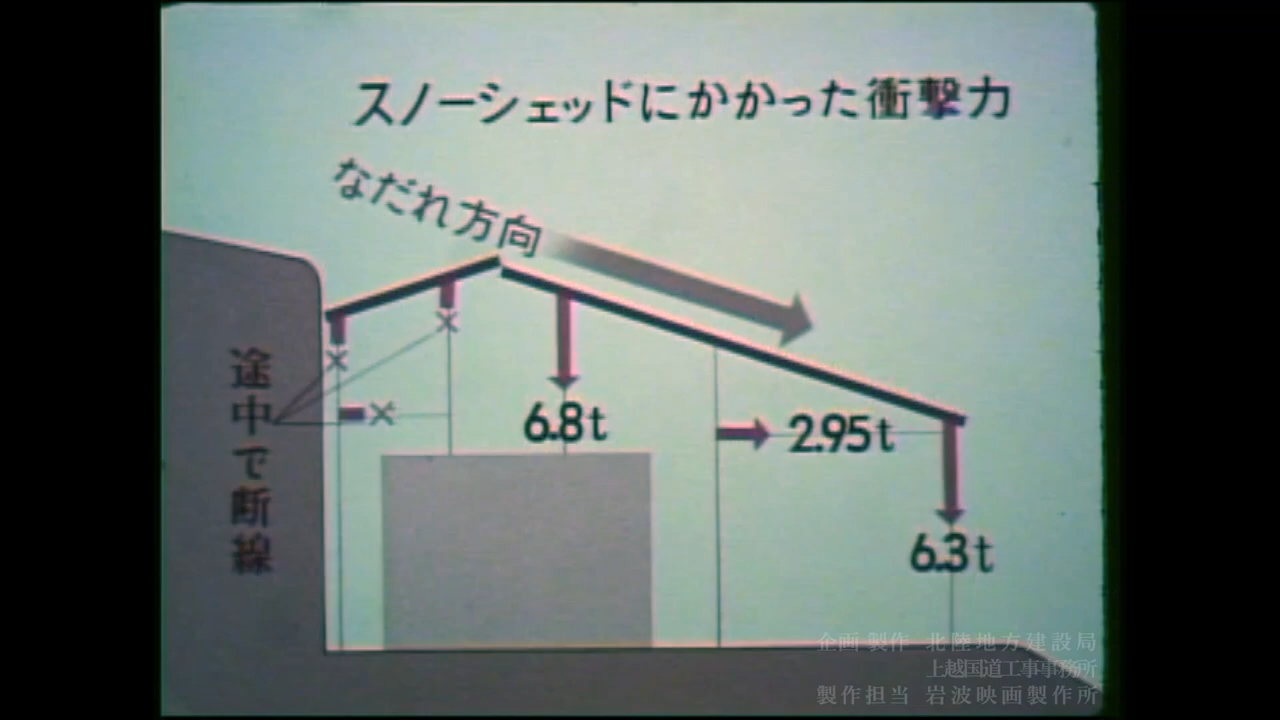 スノーシェッドにかかった衝撃力
なだれ方向
途中で断線
6.8t
2.95t
6.3t
企画 製作 北陸地方建設局
上越国道工事事務所
製作担当 岩波映画製作所